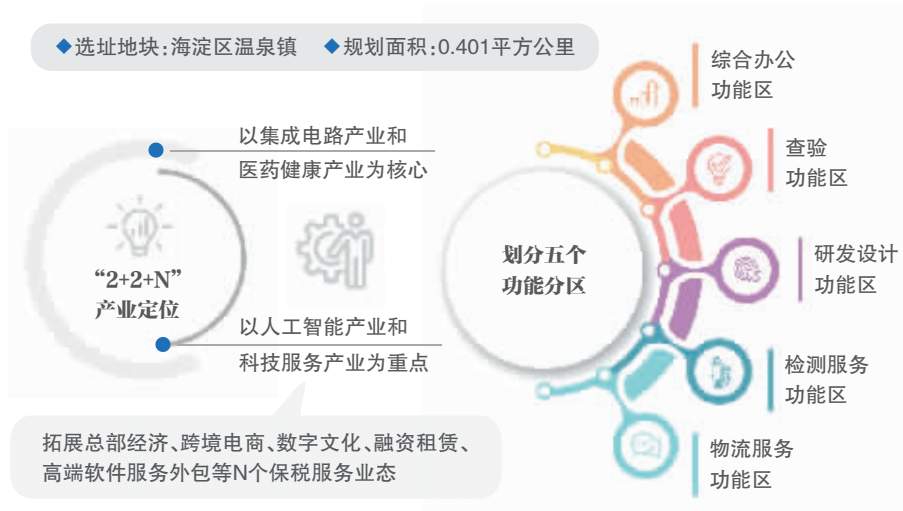 ◆选址地块:海淀区温泉镇 ◆规划面积:0.401平方公里
以集成电路产业和
医药健康产业为核心
“2+2+N”
产业定位
以人工智能产业和
科技服务产业为重点
拓展总部经济、跨境电商、数字文化、融资租赁、
高端软件服务外包等N个保税服务业态
划分五个
功能分区
综合办公
功能区
查验
功能区
研发设计
功能区
检测服务
功能区
物流服务
功能区